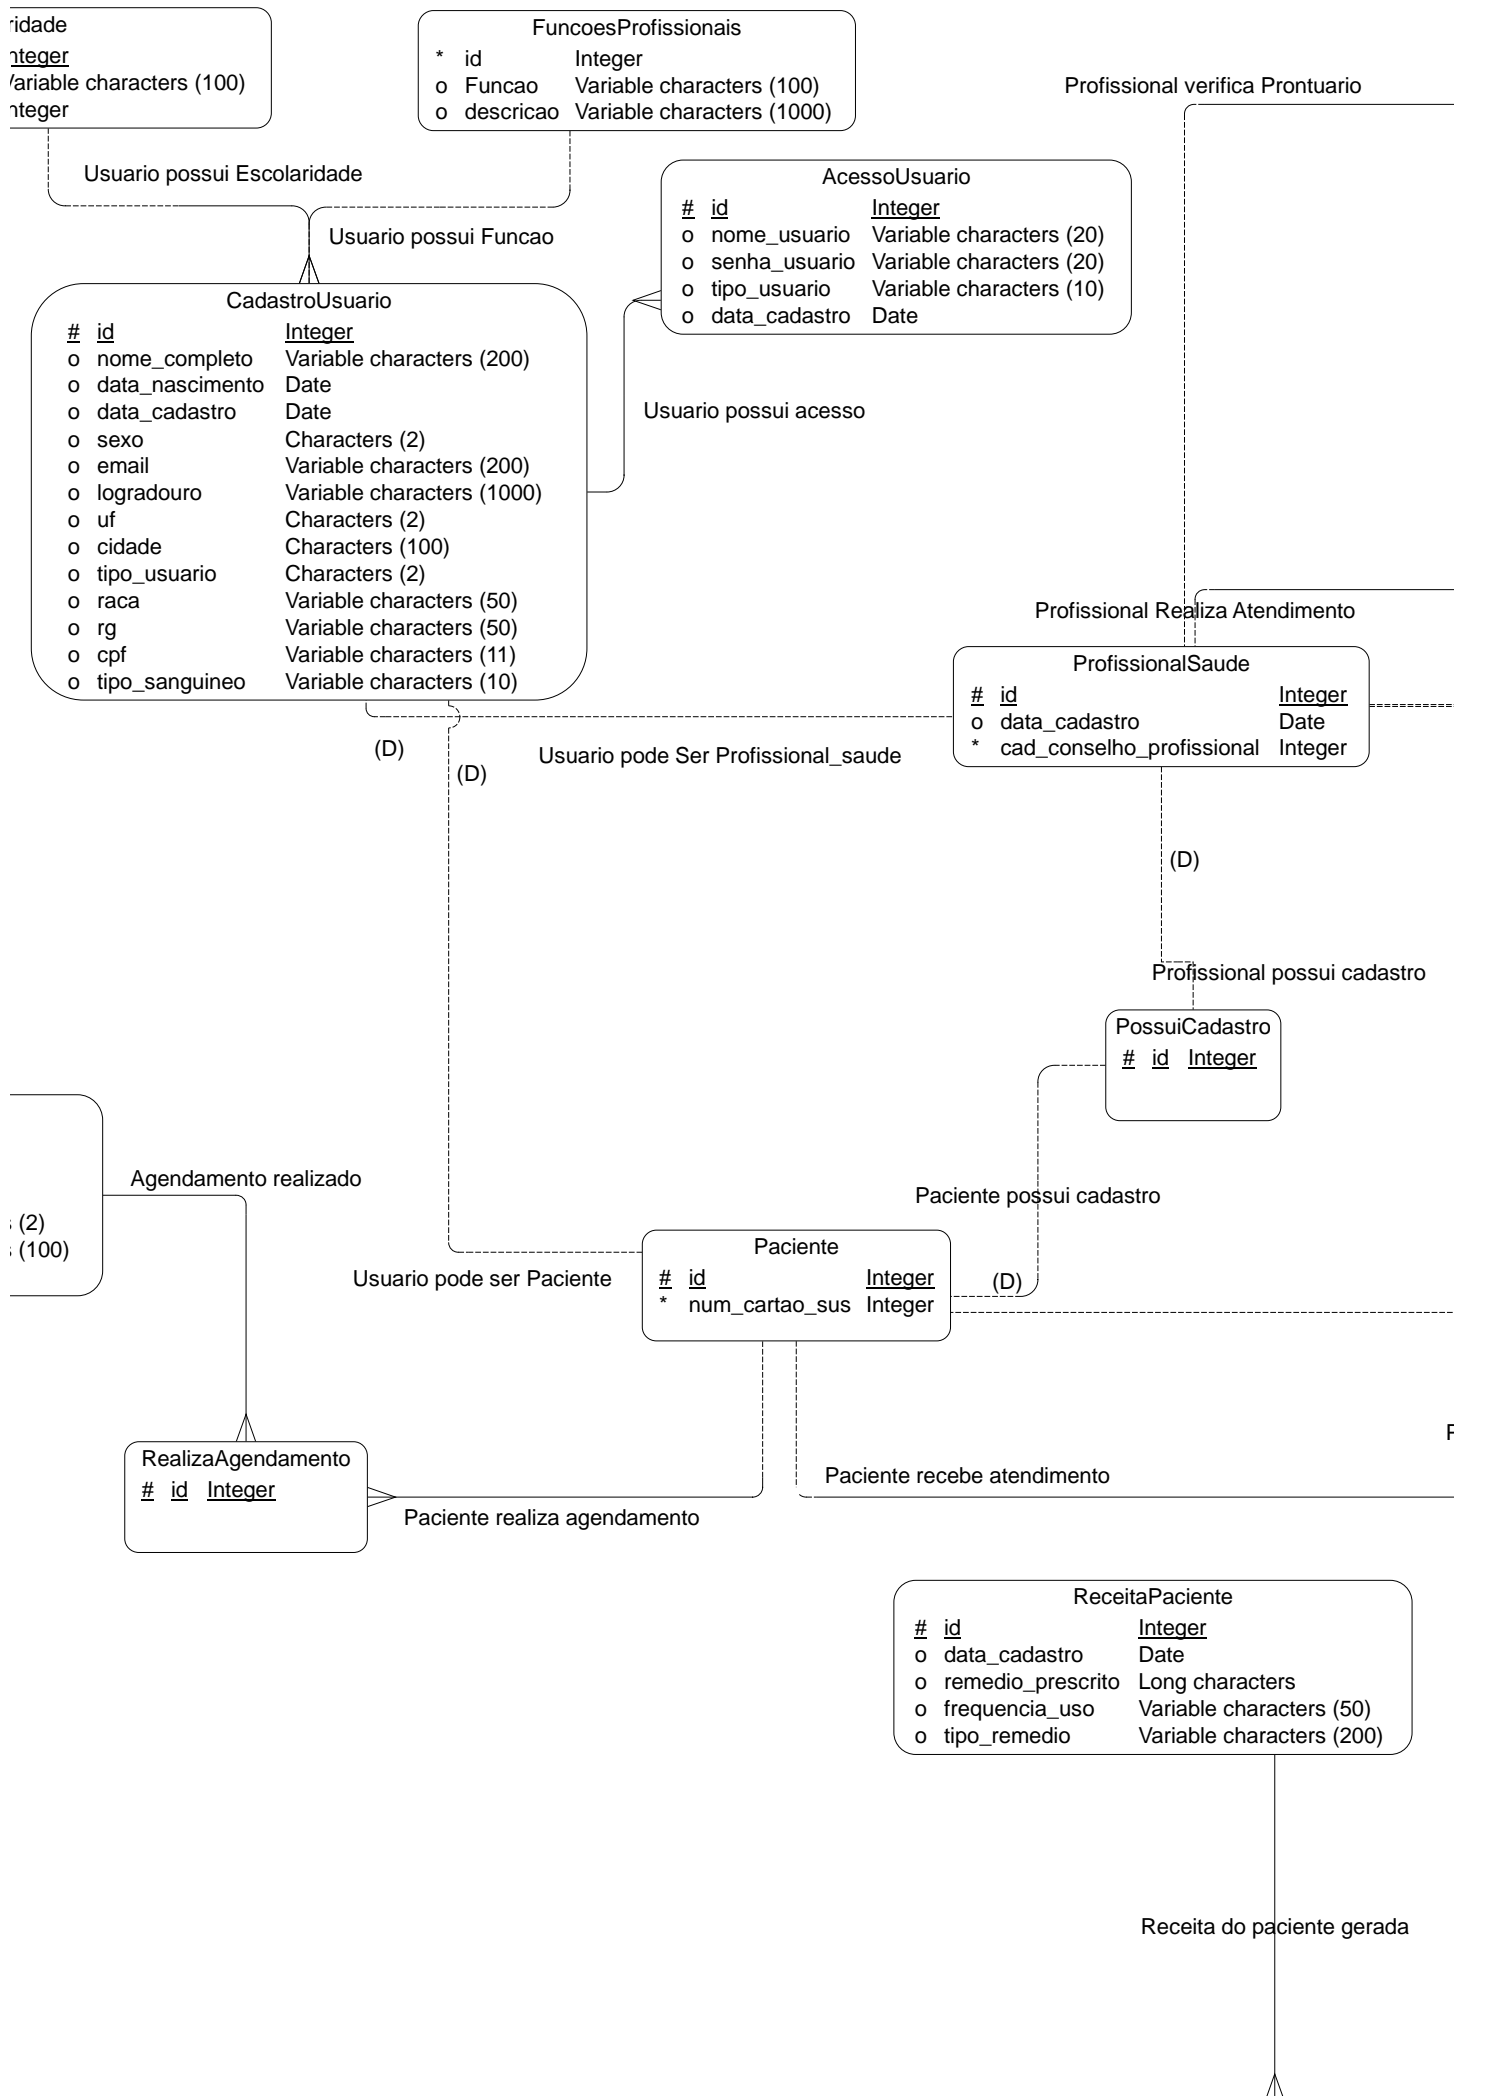 ridade
nteger
Variable characters (100)
nteger
FuncoesProfissionais
* id Integer
o Funcao Variable characters (100)
o descricao Variable characters (1000)
Profissional verifica Prontuario
Usuario possui Escolaridade
Usuario possui Funcao
AcessoUsuario
# id Integer
o nome_usuario Variable characters (20)
o senha_usuario Variable characters (20)
o tipo_usuario Variable characters (10)
o data_cadastro Date
CadastroUsuario
# id Integer
o nome_completo Variable characters (200)
o data_nascimento Date
o data_cadastro Date
o sexo Characters (2)
o email Variable characters (200)
o logradouro Variable characters (1000)
o uf Characters (2)
o cidade Characters (100)
o tipo_usuario Characters (2)
o raca Variable characters (50)
o rg Variable characters (50)
o cpf Variable characters (11)
o tipo_sanguineo Variable characters (10)
Usuario possui acesso
Profissional Realiza Atendimento
ProfissionalSaude
# id Integer
o data_cadastro Date
* cad_conselho_profissional Integer
(D)
(D)
Usuario pode Ser Profissional_saude
(D)
Profissional possui cadastro
PossuiCadastro
# id Integer
Agendamento realizado
s (2)
s (100)
Paciente possui cadastro
Paciente
# id Integer
* num_cartao_sus Integer
(D)
Usuario pode ser Paciente
RealizaAgendamento
# id Integer
Paciente recebe atendimento
Paciente realiza agendamento
ReceitaPaciente
# id Integer
o data_cadastro Date
o remedio_prescrito Long characters
o frequencia_uso Variable characters (50)
o tipo_remedio Variable characters (200)
Receita do paciente gerada